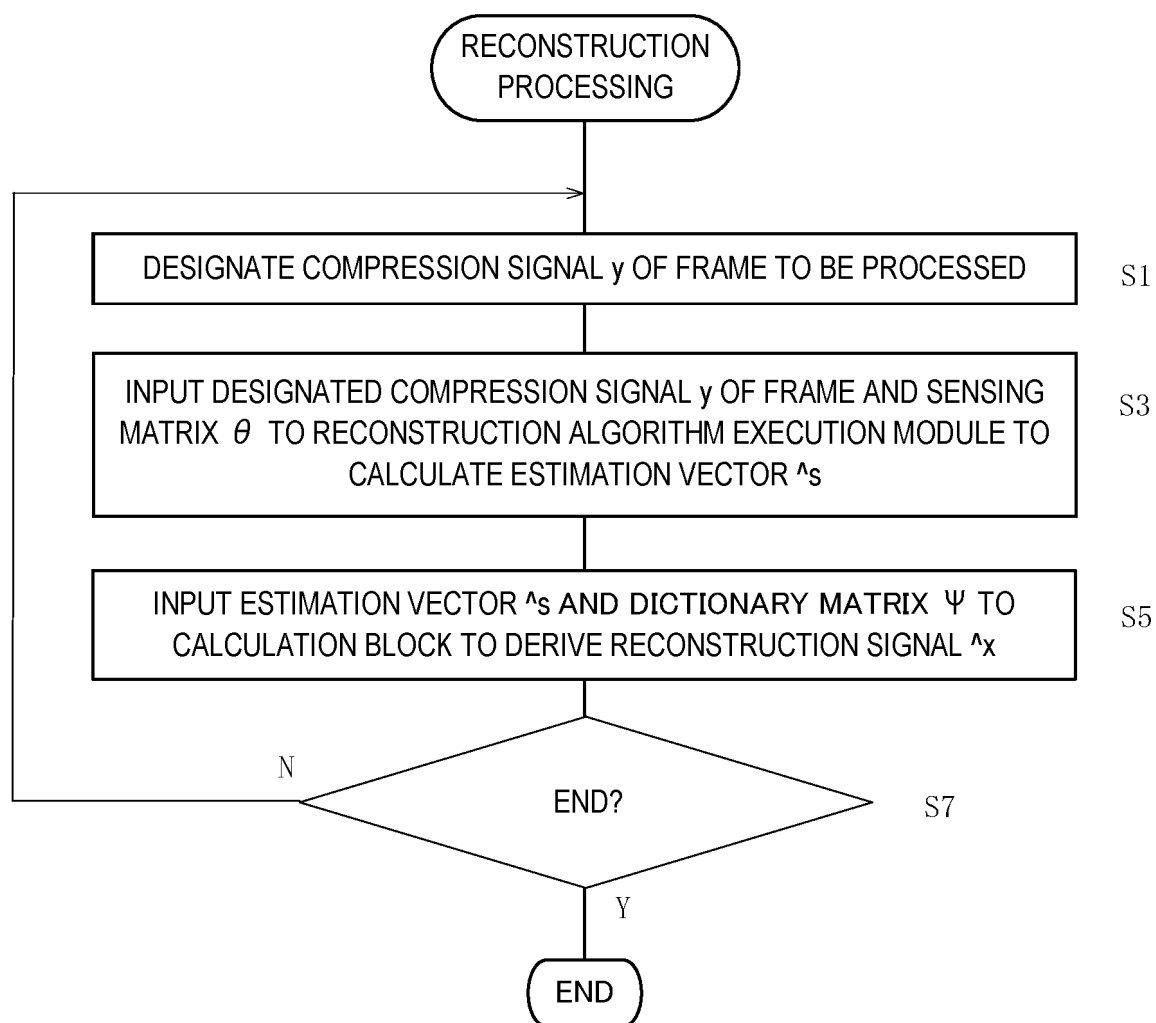 RECONSTRUCTION
PROCESSING
DESIGNATE COMPRESSION SIGNAL y OF FRAME TO BE PROCESSED
S1
INPUT DESIGNATED COMPRESSION SIGNAL y OF FRAME AND SENSING
MATRIX θ TO RECONSTRUCTION ALGORITHM EXECUTION MODULE TO
CALCULATE ESTIMATION VECTOR ^s
S3
INPUT ESTIMATION VECTOR ^s AND DICTIONARY MATRIX Ψ TO
CALCULATION BLOCK TO DERIVE RECONSTRUCTION SIGNAL ^x
S5
N
END?
S7
Y
END